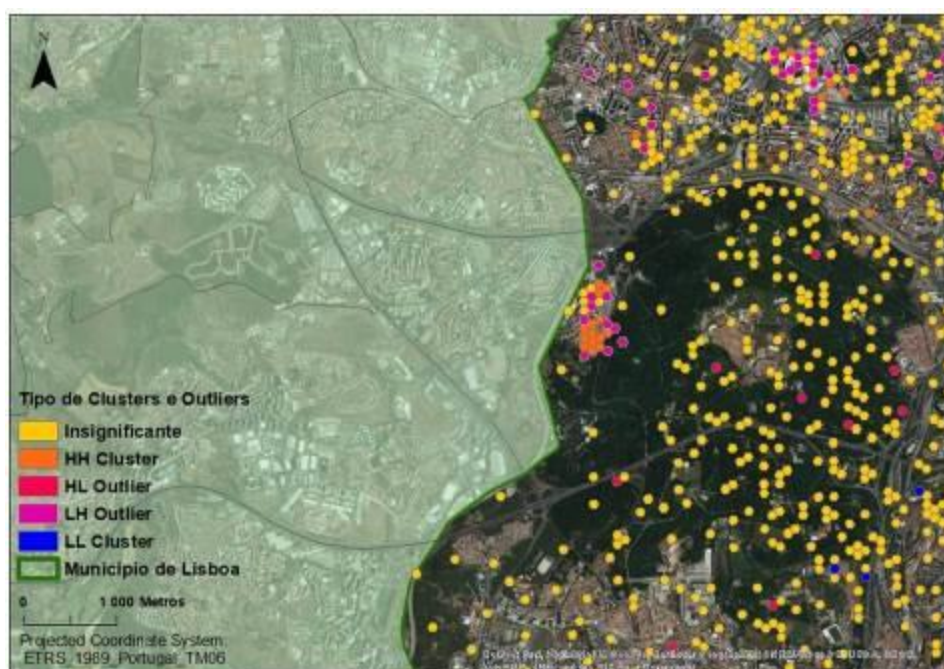 N
Tipo de Clusters e Outliers
Insignificante
HH Cluster
HL Outlier
LH Outlier
LL Cluster
Município de Lisboa
0 1 000 Metros
Projected Coordinate System:
ETRS_1989_Portugal_TM06